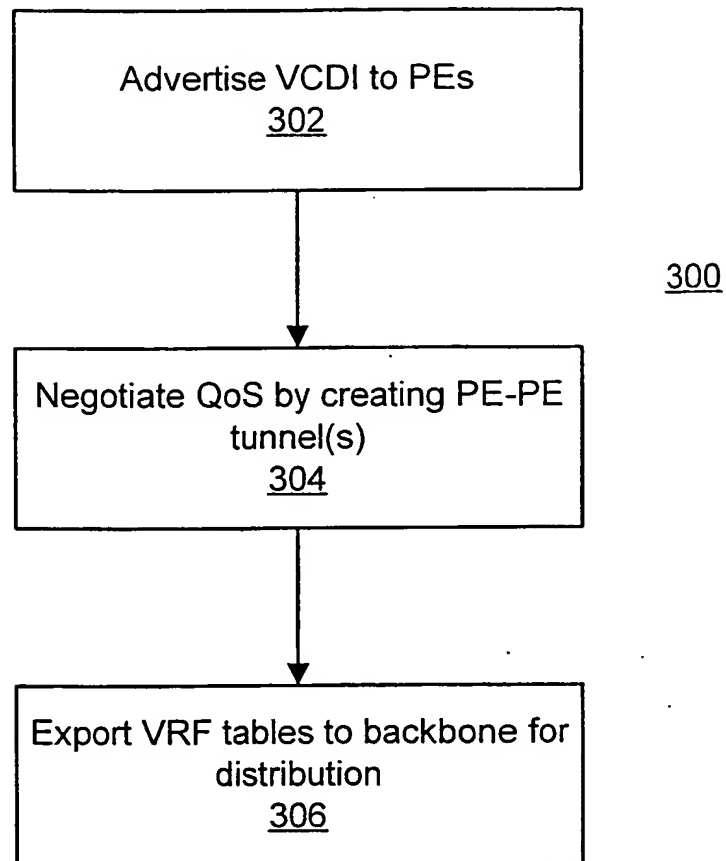 Advertise VCDI to PEs
302
300
Negotiate QoS by creating PE-PE
tunnel(s)
304
Export VRF tables to backbone for
distribution
306